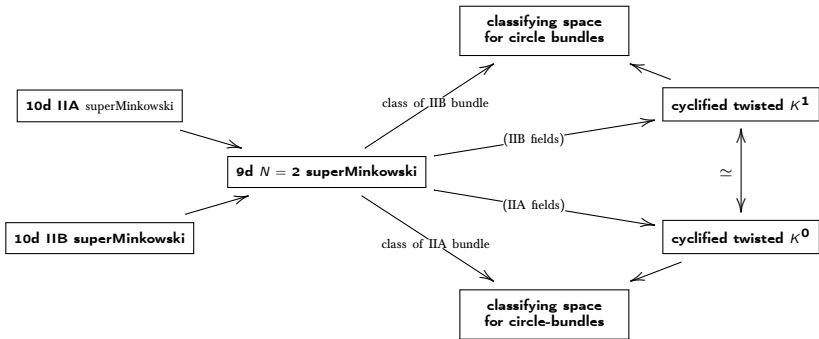 classifying space
for circle bundles
10d IIA superMinkowski
class of IIB bundle
cyclified twisted K¹
(IIB fields)
9d N = 2 superMinkowski
≃
(IIA fields)
10d IIB superMinkowski
class of IIA bundle
cyclified twisted K⁰
classifying space
for circle-bundles